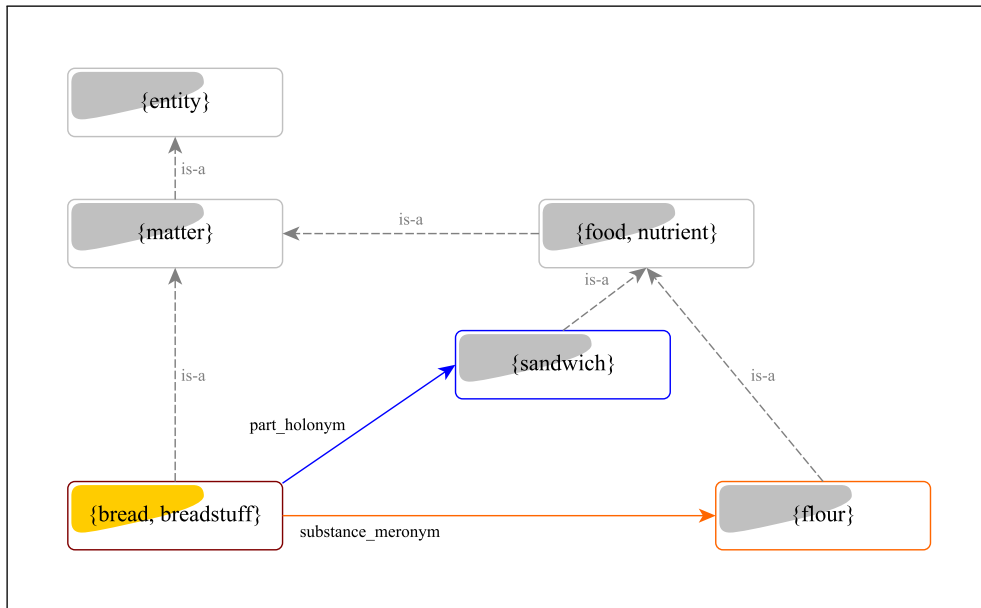 {entity}
is-a
{matter}
is-a
{food, nutrient}
is-a
{sandwich}
is-a
is-a
part_holonym
{bread, breadstuff}
substance_meronym
{flour}